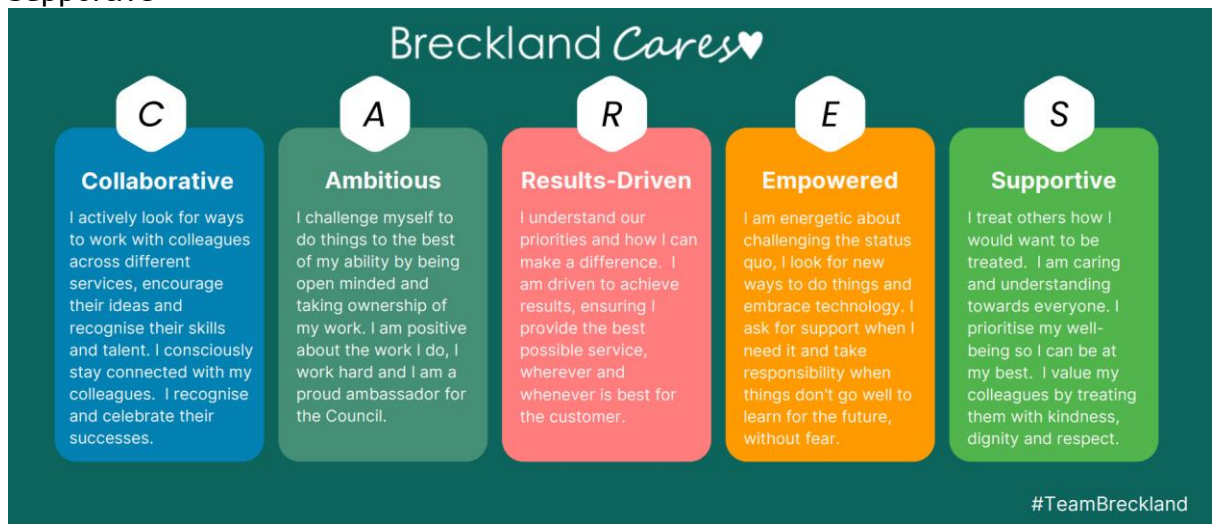 Supportive
Breckland Cares
C
Collaborative
I actively look for ways
to work with colleagues
across different
services, encourage
their ideas and
recognise their skills
and talent. I consciously
stay connected with my
colleagues.  I recognise
and celebrate their
successes.
A
Ambitious
I challenge myself to
do things to the best
of my ability by being
open minded and
taking ownership of
my work. I am positive
about the work I do, I
work hard and I am a
proud ambassador for
the Council.
R
Results-Driven
I understand our
priorities and how I can
make a difference.  I
am driven to achieve
results, ensuring I
provide the best
possible service,
wherever and
whenever is best for
the customer.
E
Empowered
I am energetic about
challenging the status
quo, I look for new
ways to do things and
embrace technology. I
ask for support when I
need it and take
responsibility when
things don't go well to
learn for the future,
without fear.
S
Supportive
I treat others how I
would want to be
treated.  I am caring
and understanding
towards everyone. I
prioritise my well-
being so I can be at
my best.  I value my
colleagues by treating
them with kindness,
dignity and respect.
#TeamBreckland